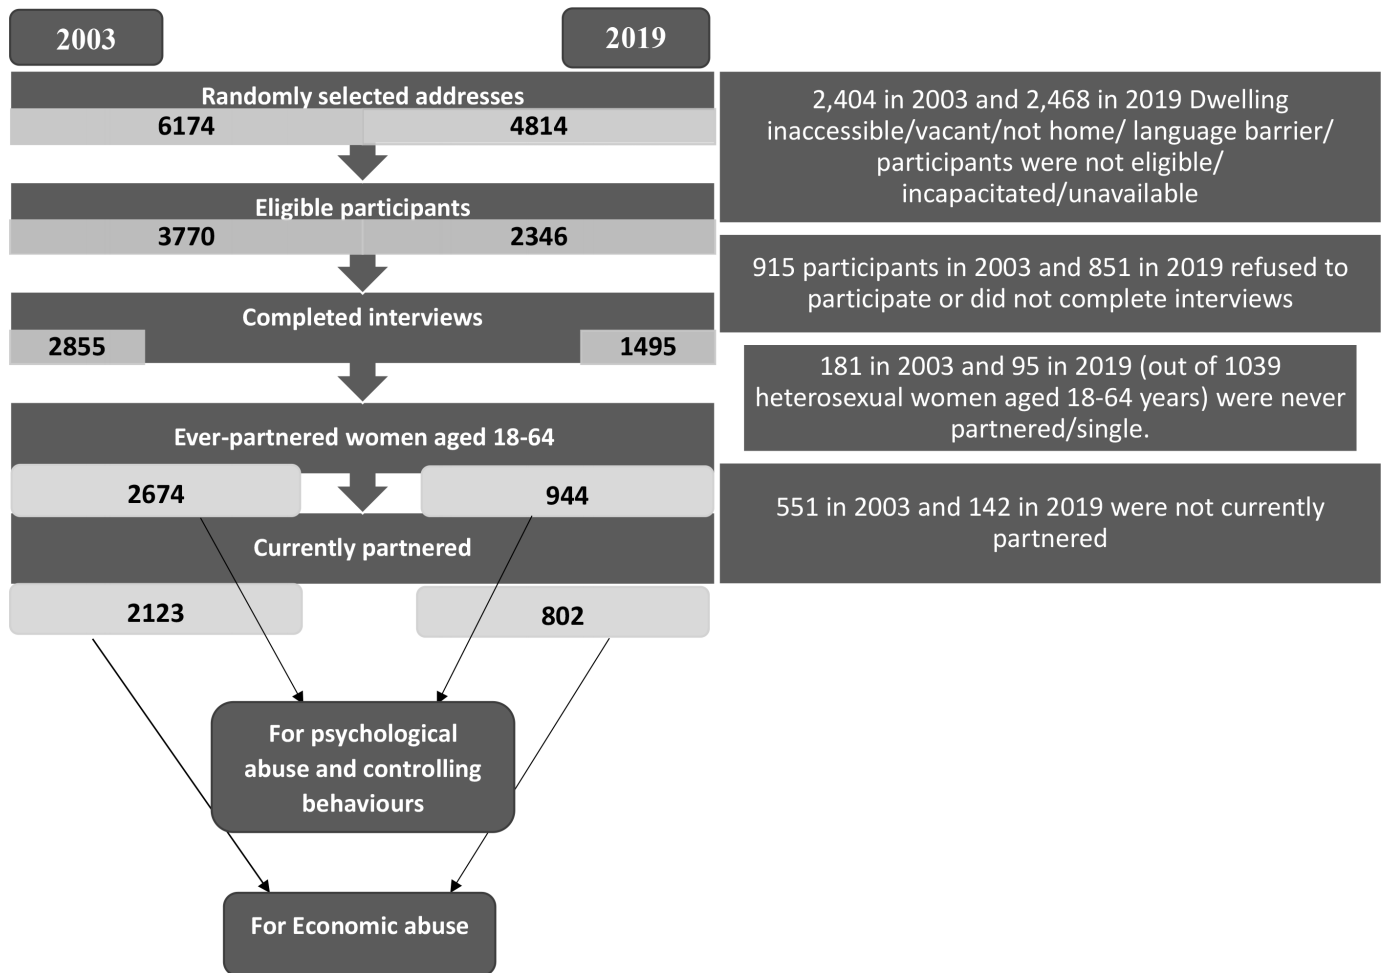 2003
2019
Randomly selected addresses
6174
4814
2,404 in 2003 and 2,468 in 2019 Dwelling
inaccessible/vacant/not home/ language barrier/
participants were not eligible/
incapacitated/unavailable
Eligible participants
3770
2346
915 participants in 2003 and 851 in 2019 refused to
participate or did not complete interviews
Completed interviews
2855
1495
181 in 2003 and 95 in 2019 (out of 1039
heterosexual women aged 18-64 years) were never
partnered/single.
Ever-partnered women aged 18-64
2674
944
551 in 2003 and 142 in 2019 were not currently
partnered
Currently partnered
2123
802
For psychological
abuse and controlling
behaviours
For Economic abuse